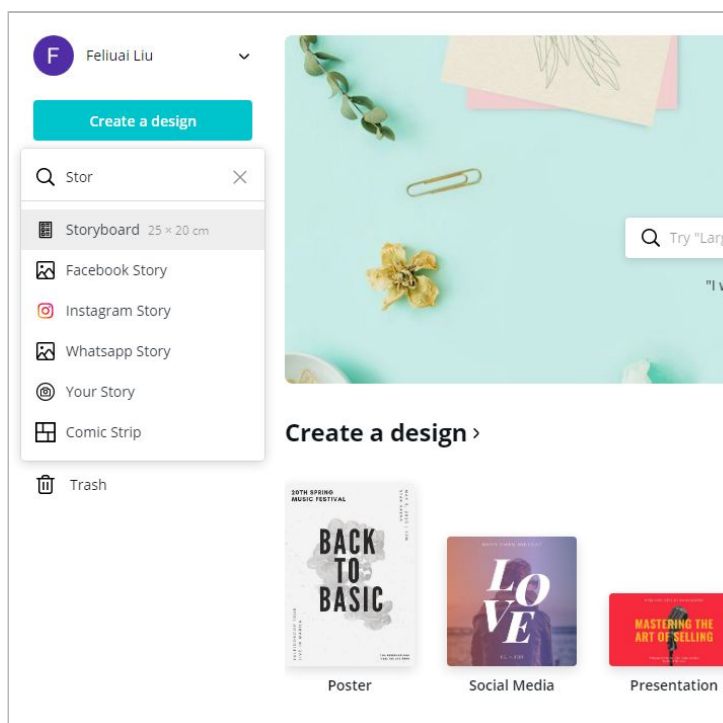 F
Feliuai Liu
Create a design
Stor
Storyboard 25 × 20 cm
Facebook Story
Instagram Story
Whatsapp Story
Your Story
Comic Strip
Trash
Try "Larg
"I w
Create a design ›
20TH SPRING
MUSIC FESTIVAL
BACK
TO
BASIC
Poster
LO
VE
Social Media
MASTERING THE
ART OF SELLING
Presentation